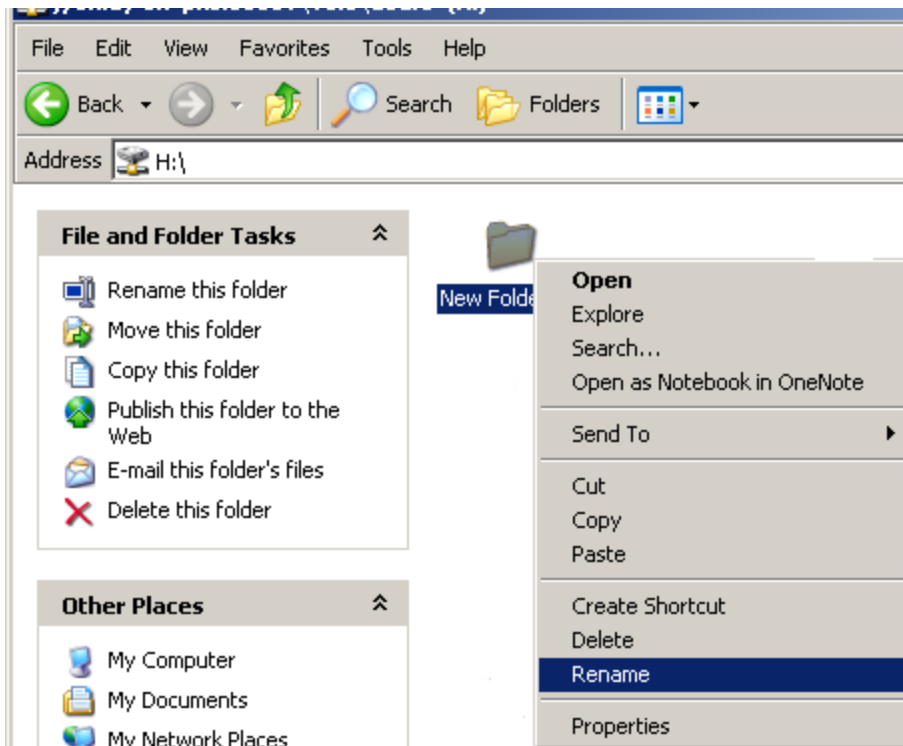 File Edit View Favorites Tools Help
Back Search Folders
Address H:\
File and Folder Tasks
Rename this folder
Move this folder
Copy this folder
Publish this folder to the
Web
E-mail this folder's files
Delete this folder
Other Places
My Computer
My Documents
My Network Places
New Folde
Open
Explore
Search...
Open as Notebook in OneNote
Send To
Cut
Copy
Paste
Create Shortcut
Delete
Rename
Properties